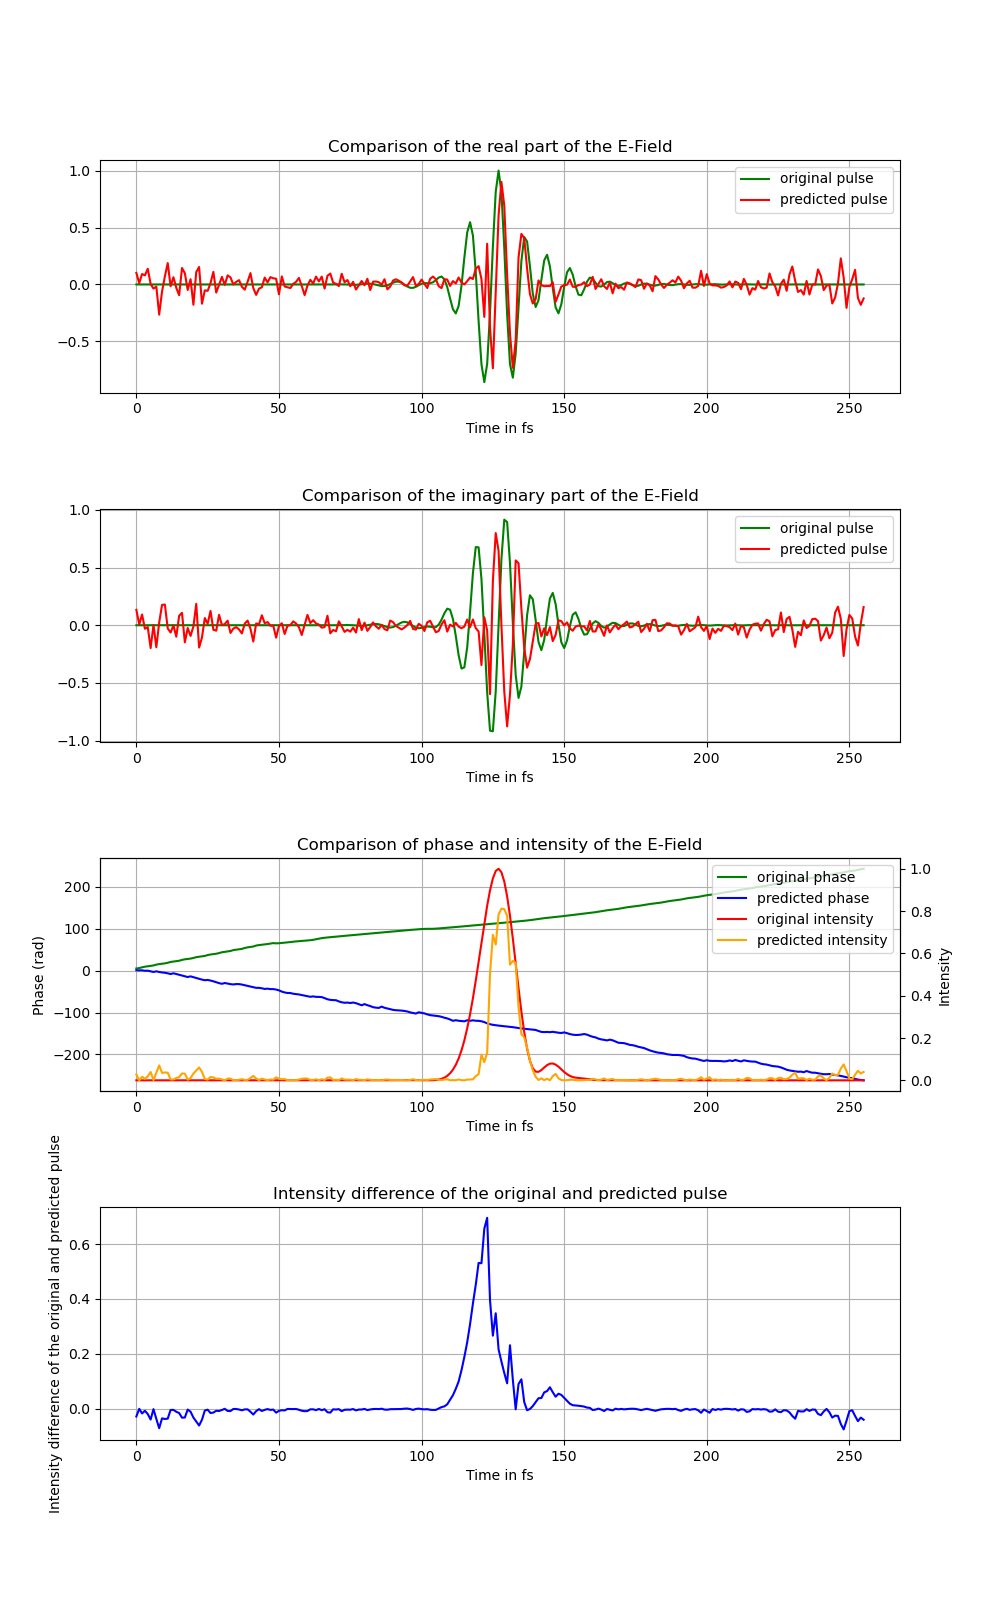 Comparison of the real part of the E-Field
original pulse
predicted pulse
1.0
0.5
0.0
−0.5
0 50 100 150 200 250
Time in fs
Comparison of the imaginary part of the E-Field
original pulse
predicted pulse
1.0
0.5
0.0
−0.5
−1.0
0 50 100 150 200 250
Time in fs
Comparison of phase and intensity of the E-Field
original phase
predicted phase
original intensity
predicted intensity
Phase (rad)
200
100
0
−100
−200
1.0
0.8
0.6
0.4
0.2
0.0
Intensity
0 50 100 150 200 250
Time in fs
Intensity difference of the original and predicted pulse
Intensity difference of the original and predicted pulse
0.6
0.4
0.2
0.0
0 50 100 150 200 250
Time in fs